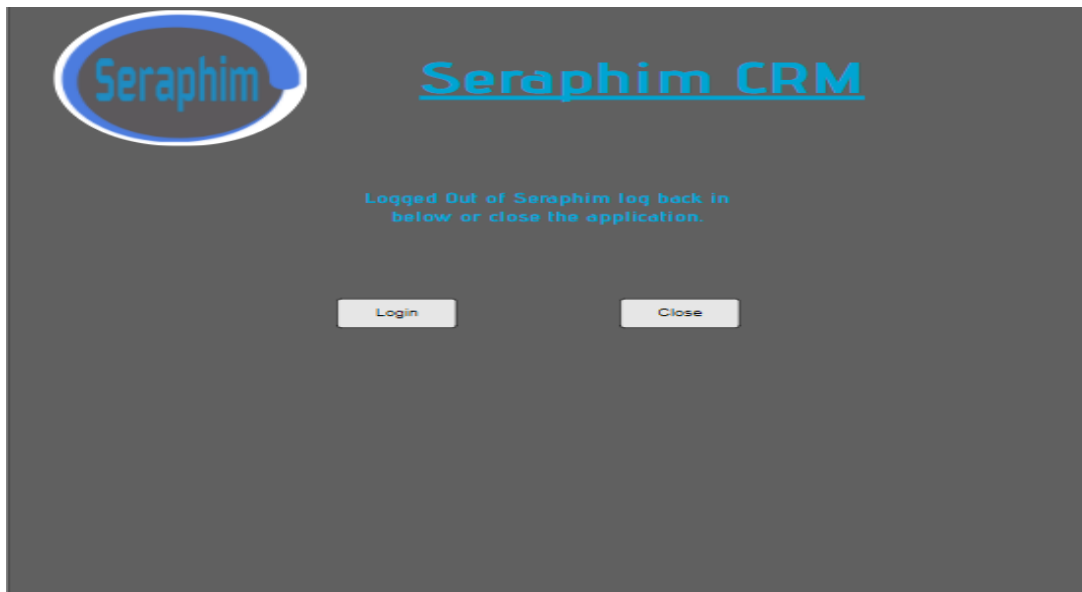 Seraphim
Seraphim CRM
Logged Out of Seraphim log back in
below or close the application.
Login
Close